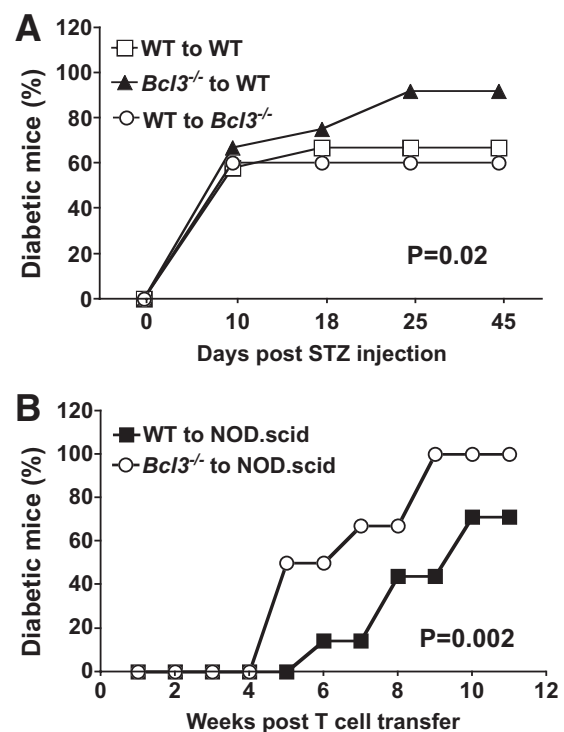 A
Diabetic mice (%)
120
100
80
60
40
20
0
WT to WT
Bcl3-/- to WT
WT to Bcl3-/-
P=0.02
0 10 18 25 45
Days post STZ injection
B
Diabetic mice (%)
120
100
80
60
40
20
0
WT to NOD.scid
Bcl3-/- to NOD.scid
P=0.002
0 2 4 6 8 10 12
Weeks post T cell transfer